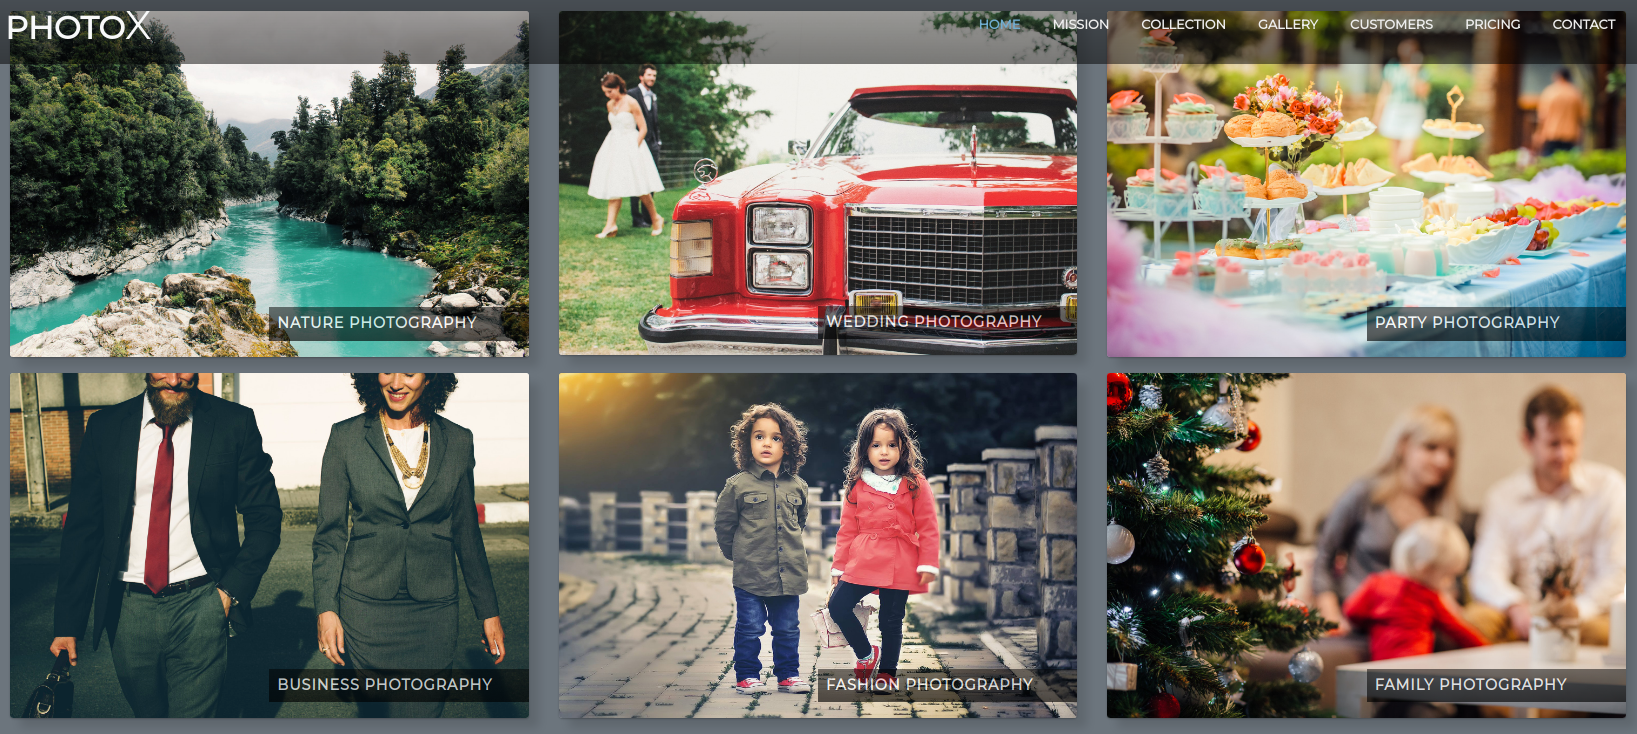 PHOTOX
HOME MISSION COLLECTION GALLERY CUSTOMERS PRICING CONTACT
NATURE PHOTOGRAPHY
WEDDING PHOTOGRAPHY
PARTY PHOTOGRAPHY
BUSINESS PHOTOGRAPHY
FASHION PHOTOGRAPHY
FAMILY PHOTOGRAPHY